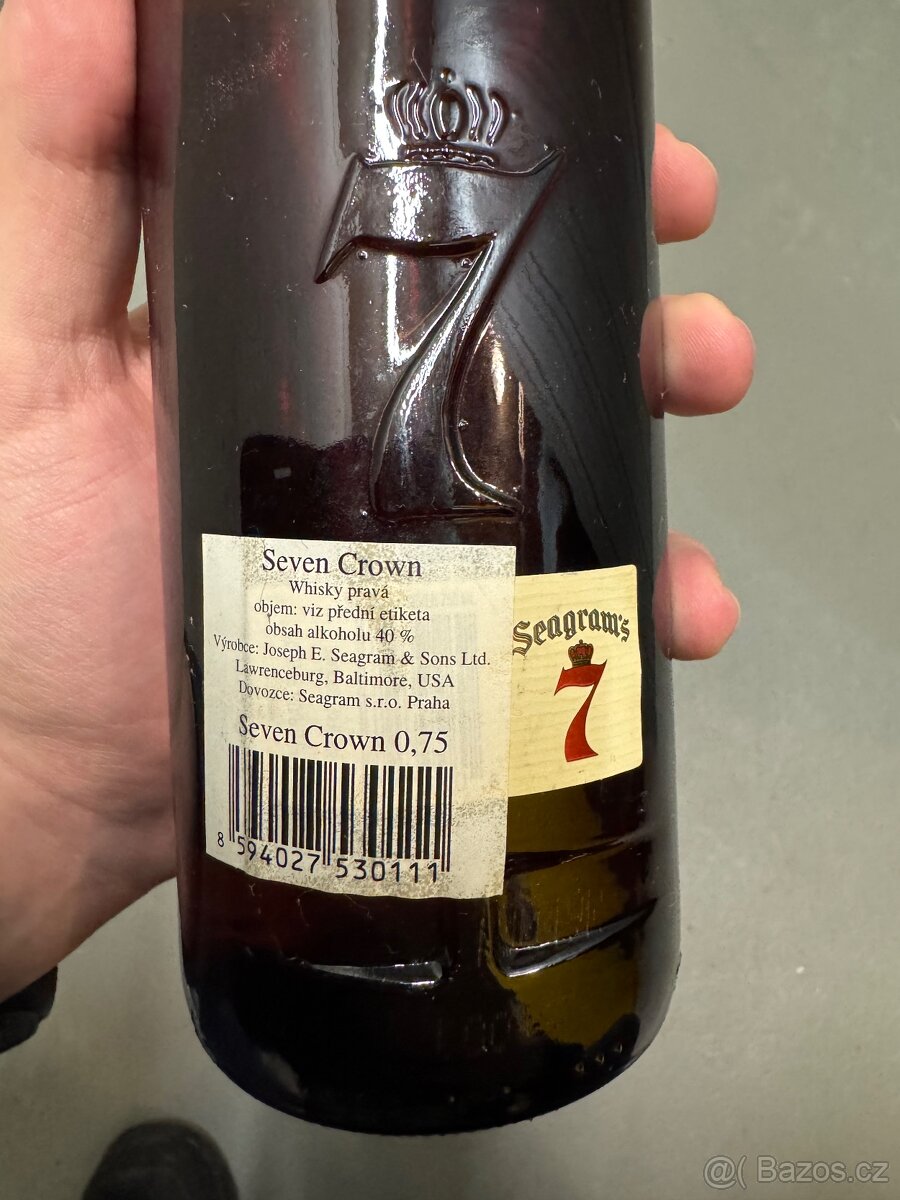 7
Seven Crown
Whisky pravá
objem: viz přední etiketa
obsah alkoholu 40 %
Výrobce: Joseph E. Seagram & Sons Ltd.
Lawrenceburg, Baltimore, USA
Dovozce: Seagram s.r.o. Praha
Seven Crown 0,75
8 594027 530111
Seagram's
7
@( Bazos.cz